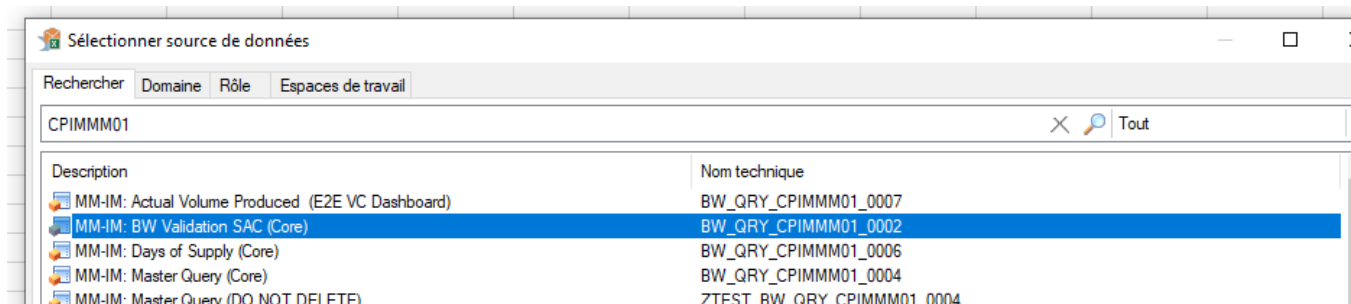 Sélectionner source de données
Rechercher Domaine Rôle Espaces de travail
CPIMMM01 Tout
Description Nom technique
MM-IM: Actual Volume Produced (E2E VC Dashboard) BW_QRY_CPIMMM01_0007
MM-IM: BW Validation SAC (Core) BW_QRY_CPIMMM01_0002
MM-IM: Days of Supply (Core) BW_QRY_CPIMMM01_0006
MM-IM: Master Query (Core) BW_QRY_CPIMMM01_0004
MM-IM: Master Query (DO NOT DELETE) ZTEST_BW_QRY_CPIMMM01_0004